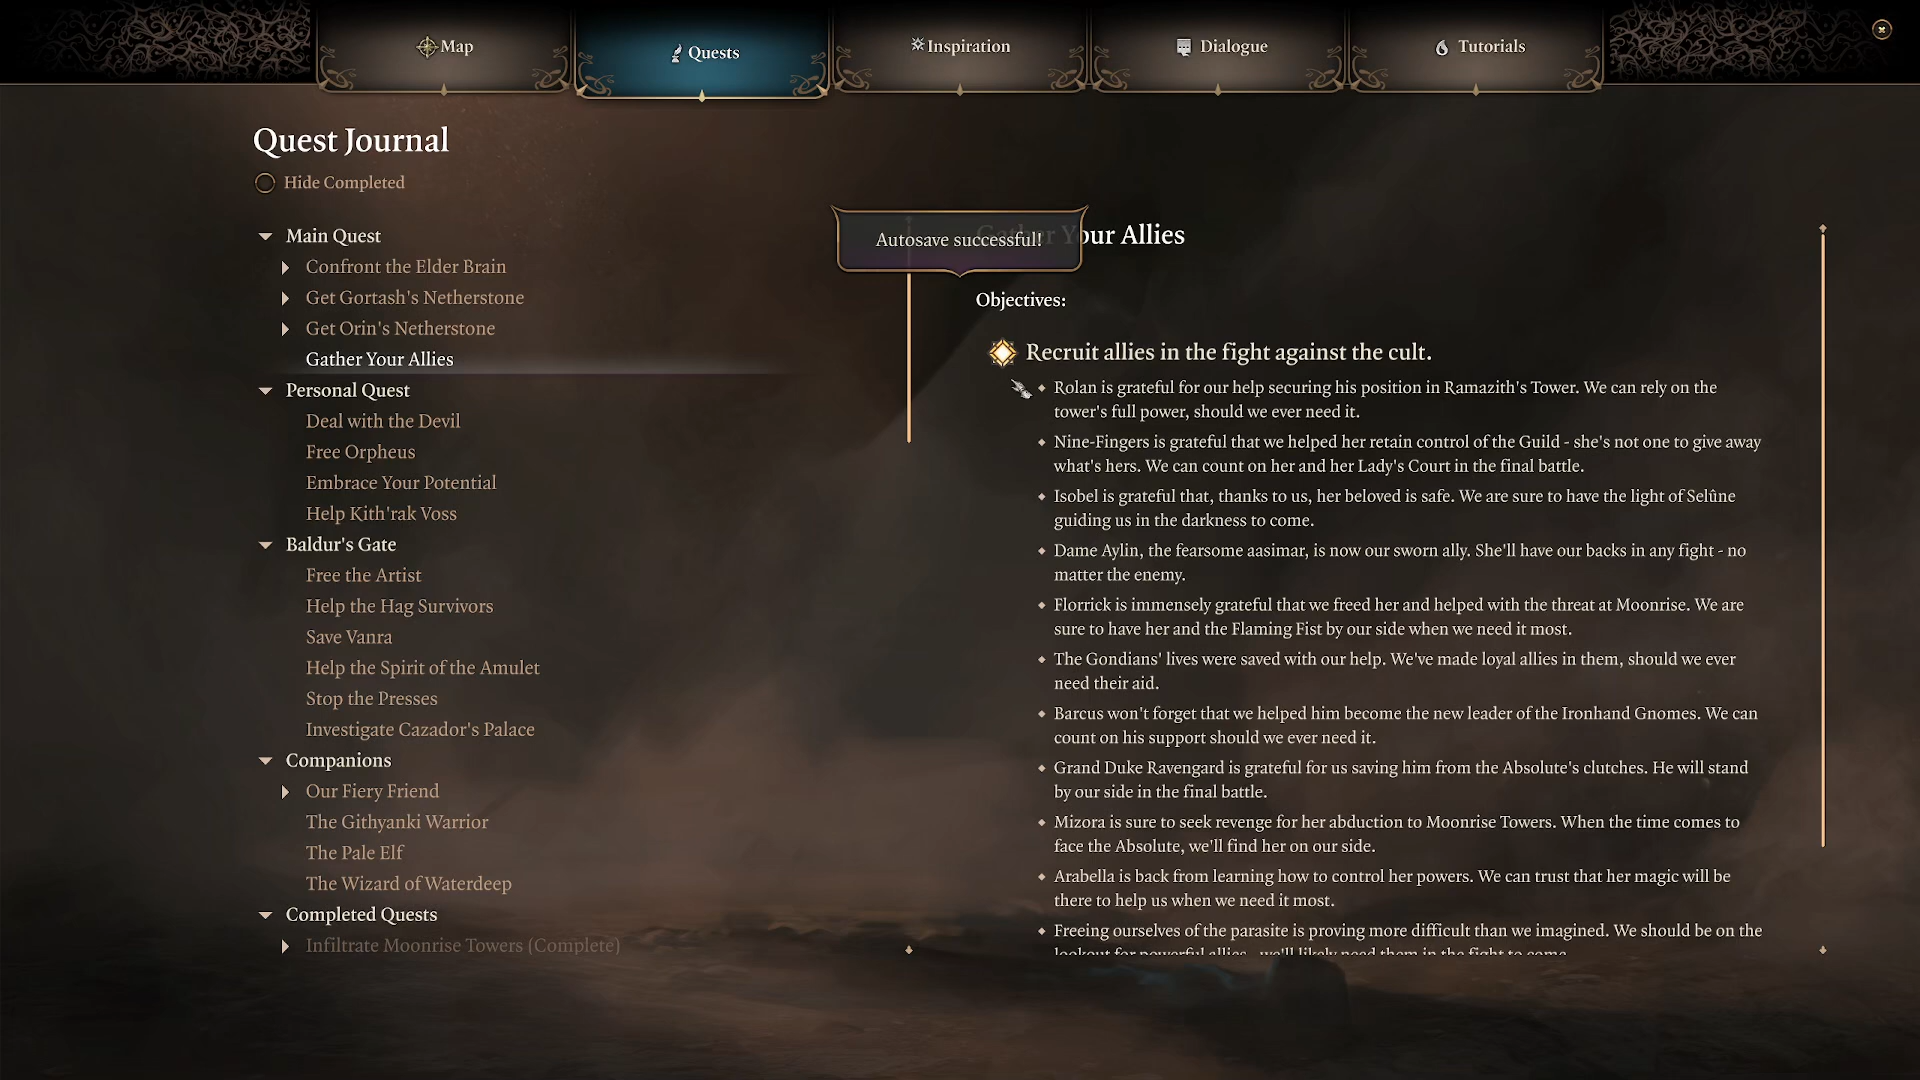 Map
Quests
Inspiration
Dialogue
Tutorials
Quest Journal
Hide Completed
Main Quest
Confront the Elder Brain
Get Gortash's Netherstone
Get Orin's Netherstone
Gather Your Allies
Personal Quest
Deal with the Devil
Free Orpheus
Embrace Your Potential
Help Kith'rak Voss
Baldur's Gate
Free the Artist
Help the Hag Survivors
Save Vanra
Help the Spirit of the Amulet
Stop the Presses
Investigate Cazador's Palace
Companions
Our Fiery Friend
The Githyanki Warrior
The Pale Elf
The Wizard of Waterdeep
Completed Quests
Infiltrate Moonrise Towers (Complete)
Autosave successful!
Gather Your Allies
Objectives:
Recruit allies in the fight against the cult.
Rolan is grateful for our help securing his position in Ramazith's Tower. We can rely on the
tower's full power, should we ever need it.
Nine-Fingers is grateful that we helped her retain control of the Guild - she's not one to give away
what's hers. We can count on her and her Lady's Court in the final battle.
Isobel is grateful that, thanks to us, her beloved is safe. We are sure to have the light of Selûne
guiding us in the darkness to come.
Dame Aylin, the fearsome aasimar, is now our sworn ally. She'll have our backs in any fight - no
matter the enemy.
Florrick is immensely grateful that we freed her and helped with the threat at Moonrise. We are
sure to have her and the Flaming Fist by our side when we need it most.
The Gondians' lives were saved with our help. We've made loyal allies in them, should we ever
need their aid.
Barcus won't forget that we helped him become the new leader of the Ironhand Gnomes. We can
count on his support should we ever need it.
Grand Duke Ravengard is grateful for us saving him from the Absolute's clutches. He will stand
by our side in the final battle.
Mizora is sure to seek revenge for her abduction to Moonrise Towers. When the time comes to
face the Absolute, we'll find her on our side.
Arabella is back from learning how to control her powers. We can trust that her magic will be
there to help us when we need it most.
Freeing ourselves of the parasite is proving more difficult than we imagined. We should be on the
lookout for powerful allies - we'll likely need them in the fight to come.